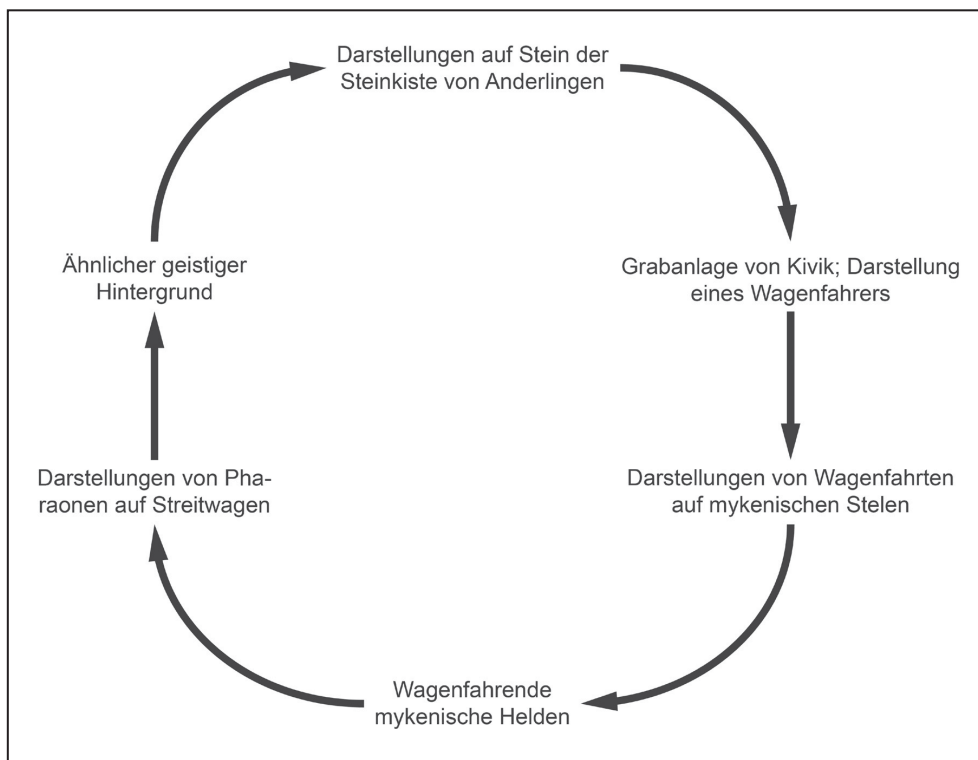 Darstellungen auf Stein der
Steinkiste von Anderlingen
Grabanlage von Kivik; Darstellung
eines Wagenfahrers
Darstellungen von Wagenfahrten
auf mykenischen Stelen
Wagenfahrende
mykenische Helden
Darstellungen von Pha-
raonen auf Streitwagen
Ähnlicher geistiger
Hintergrund